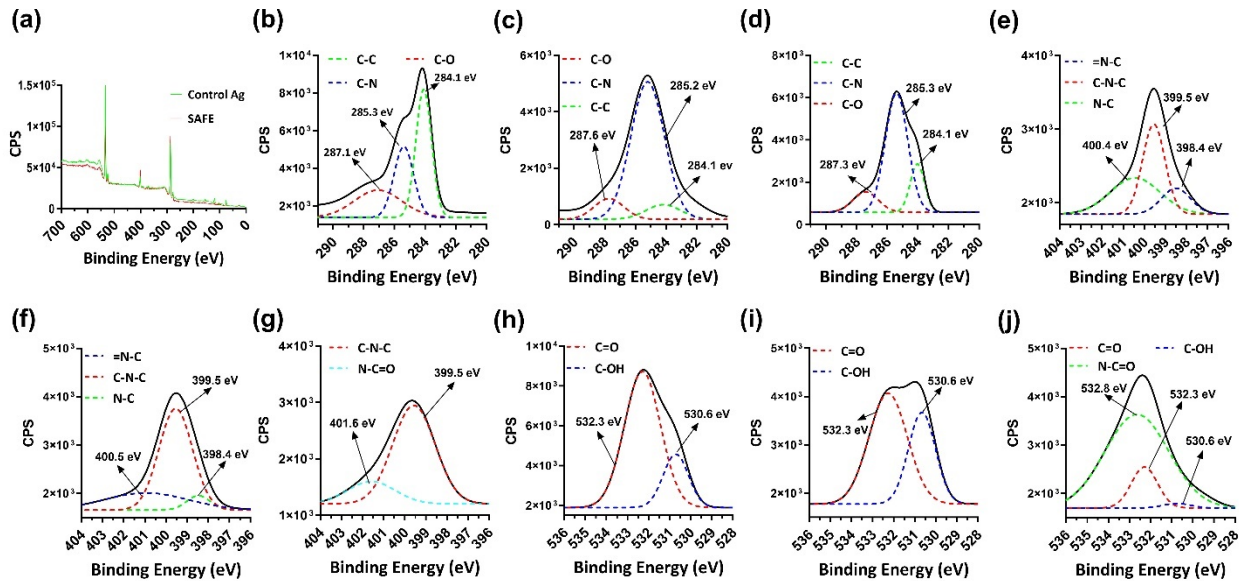 (a)
CPS
1.5×10⁵
1×10⁵
5×10⁴
0
700 600 500 400 300 200 100 0
Binding Energy (eV)
Control Ag
SAFE
(b)
CPS
1×10⁴
8×10³
6×10³
4×10³
2×10³
290 288 286 284 282 280
Binding Energy (eV)
C-C
C-O
C-N
284.1 eV
285.3 eV
287.1 eV
(c)
CPS
6×10³
4×10³
2×10³
0
290 288 286 284 282 280
Binding Energy (eV)
C-O
C-N
C-C
285.2 eV
287.6 eV
284.1 eV
(d)
CPS
8×10³
6×10³
4×10³
2×10³
0
290 288 286 284 282 280
Binding Energy (eV)
C-C
C-N
C-O
285.3 eV
284.1 eV
287.3 eV
(e)
CPS
4×10³
3×10³
2×10³
404 403 402 401 400 399 398 397 396
Binding Energy (eV)
=N-C
C-N-C
N-C
399.5 eV
400.4 eV
398.4 eV
(f)
CPS
5×10³
4×10³
3×10³
2×10³
404 403 402 401 400 399 398 397 396
Binding Energy (eV)
=N-C
C-N-C
N-C
399.5 eV
400.5 eV
398.4 eV
(g)
CPS
4×10³
3×10³
2×10³
1×10³
404 403 402 401 400 399 398 397 396
Binding Energy (eV)
C-N-C
N-C=O
399.5 eV
401.6 eV
(h)
CPS
1×10⁴
8×10³
6×10³
4×10³
2×10³
536 535 534 533 532 531 530 529 528
Binding Energy (eV)
C=O
C-OH
532.3 eV
530.6 eV
(i)
CPS
5×10³
4×10³
3×10³
2×10³
1×10³
536 535 534 533 532 531 530 529 528
Binding Energy (eV)
C=O
C-OH
530.6 eV
532.3 eV
(j)
CPS
5×10³
4×10³
3×10³
2×10³
536 535 534 533 532 531 530 529 528
Binding Energy (eV)
C=O
C-OH
N-C=O
532.8 eV
532.3 eV
530.6 eV